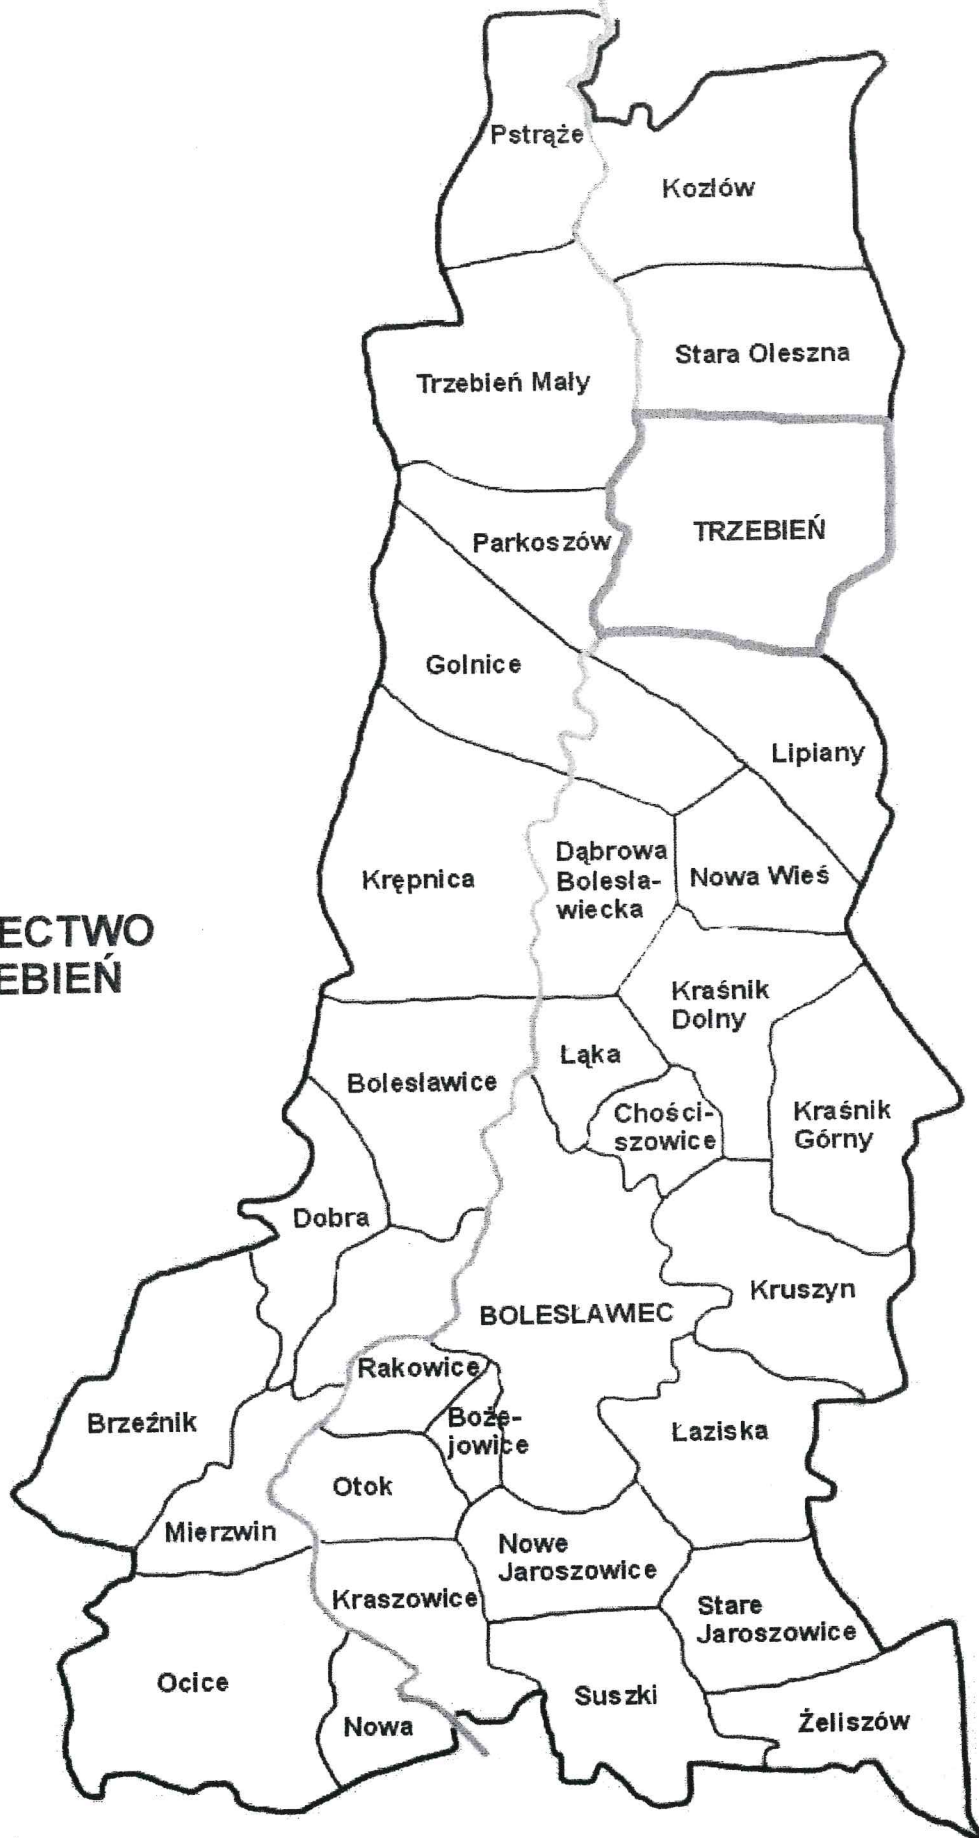 Pstrąże
Kozłów
Stara Oleszna
Trzebień Mały
TRZEBIEŃ
Parkoszów
Golnice
Lipiany
Dąbrowa
Bolesła-
wiecka
Krępnica
Nowa Wieś
ECTWO
EBIEŃ
Kraśnik
Dolny
Łąka
Bolesławice
Chości-
szowice
Kraśnik
Górny
Dobra
Kruszyn
BOLESŁAWIEC
Rakowice
Boże-
jowice
Brzeźnik
Łaziska
Otok
Mierzwin
Nowe
Jaroszowice
Kraszowice
Stare
Jaroszowice
Ocice
Suszki
Nowa
Żeliszów